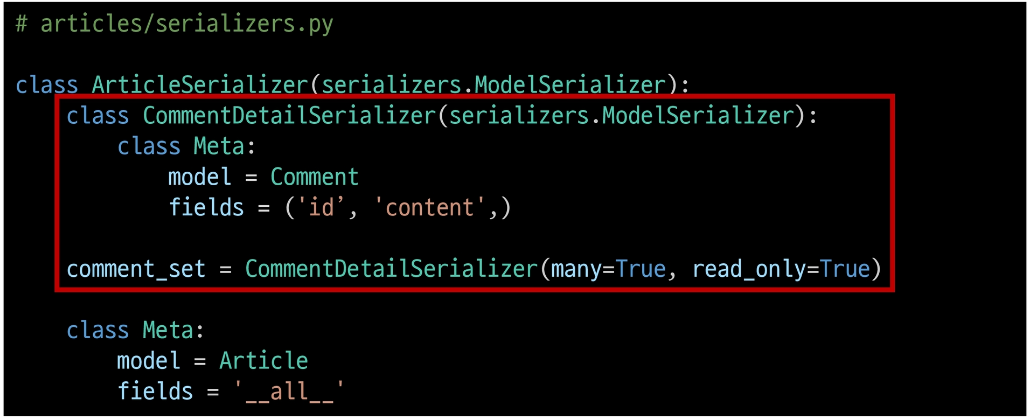 # articles/serializers.py
class ArticleSerializer(serializers.ModelSerializer):
class CommentDetailSerializer(serializers.ModelSerializer):
class Meta:
model = Comment
fields = ('id’, 'content',)
comment_set = CommentDetailSerializer(many=True, read_only=True)
class Meta:
model = Article
fields = '__all__'